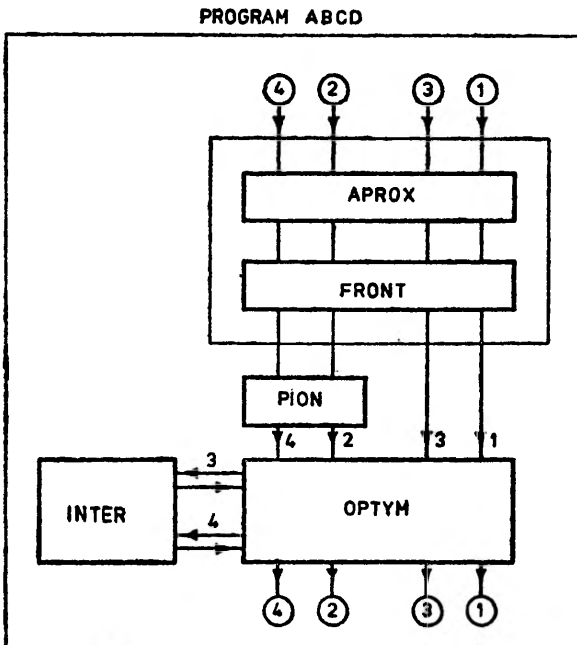 PROGRAM ABCD
4 2 3 1
APROX
FRONT
PION
4 2 3 1
3
INTER
OPTYM
4
4 2 3 1